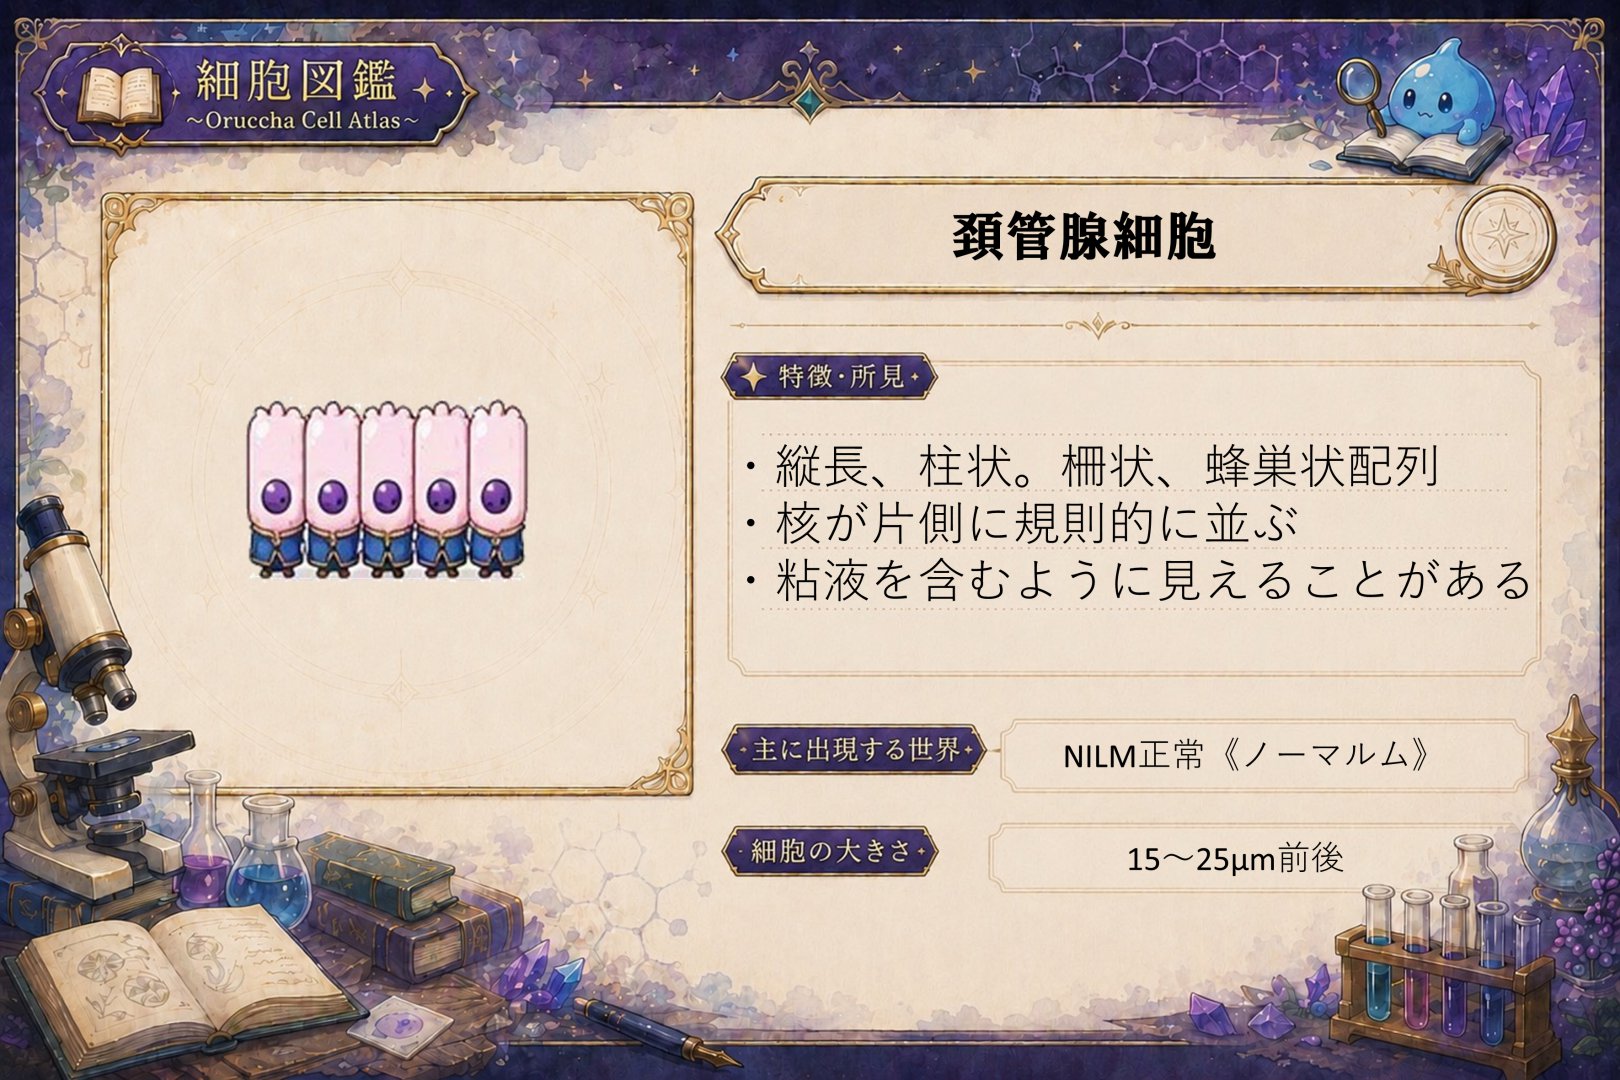 細胞図鑑
～Oruccha Cell Atlas～
頚管腺細胞
特徴・所見
・縦長、柱状。柵状、蜂巣状配列
・核が片側に規則的に並ぶ
・粘液を含むように見えることがある
主に出現する世界
NILM正常《ノーマルム》
細胞の大きさ
15～25μm前後